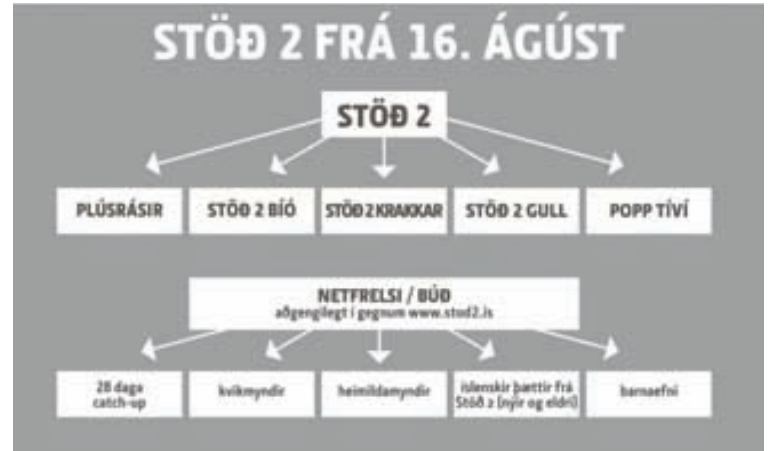 STÖÐ 2 FRÁ 16. ÁGÚST
STÖÐ 2
PLÚSRÁSIR
STÖÐ 2 BÍÓ
STÖÐ 2 KRAKKAR
STÖÐ 2 GULL
POPP TÍVÍ
NETFRELSI / BÚÐ
aðgengilegt í gegnum www.stod2.is
28 daga
catch-up
kvikmyndir
heimildamyndir
íslenskir þættir frá
Stöð 2 (nýir og eldri)
barnaefni